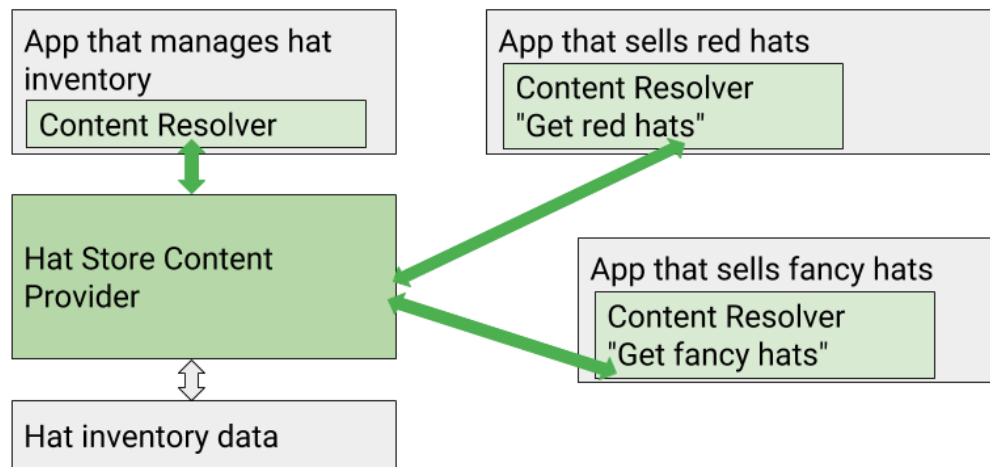 App that manages hat
inventory
Content Resolver
App that sells red hats
Content Resolver
"Get red hats"
Hat Store Content
Provider
App that sells fancy hats
Content Resolver
"Get fancy hats"
Hat inventory data